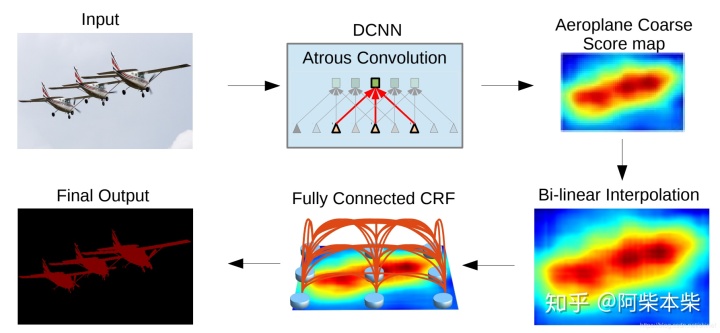 Input
DCNN
Atrous Convolution
Aeroplane Coarse
Score map
Final Output
Fully Connected CRF
Bi-linear Interpolation
知乎 @阿柴本柴